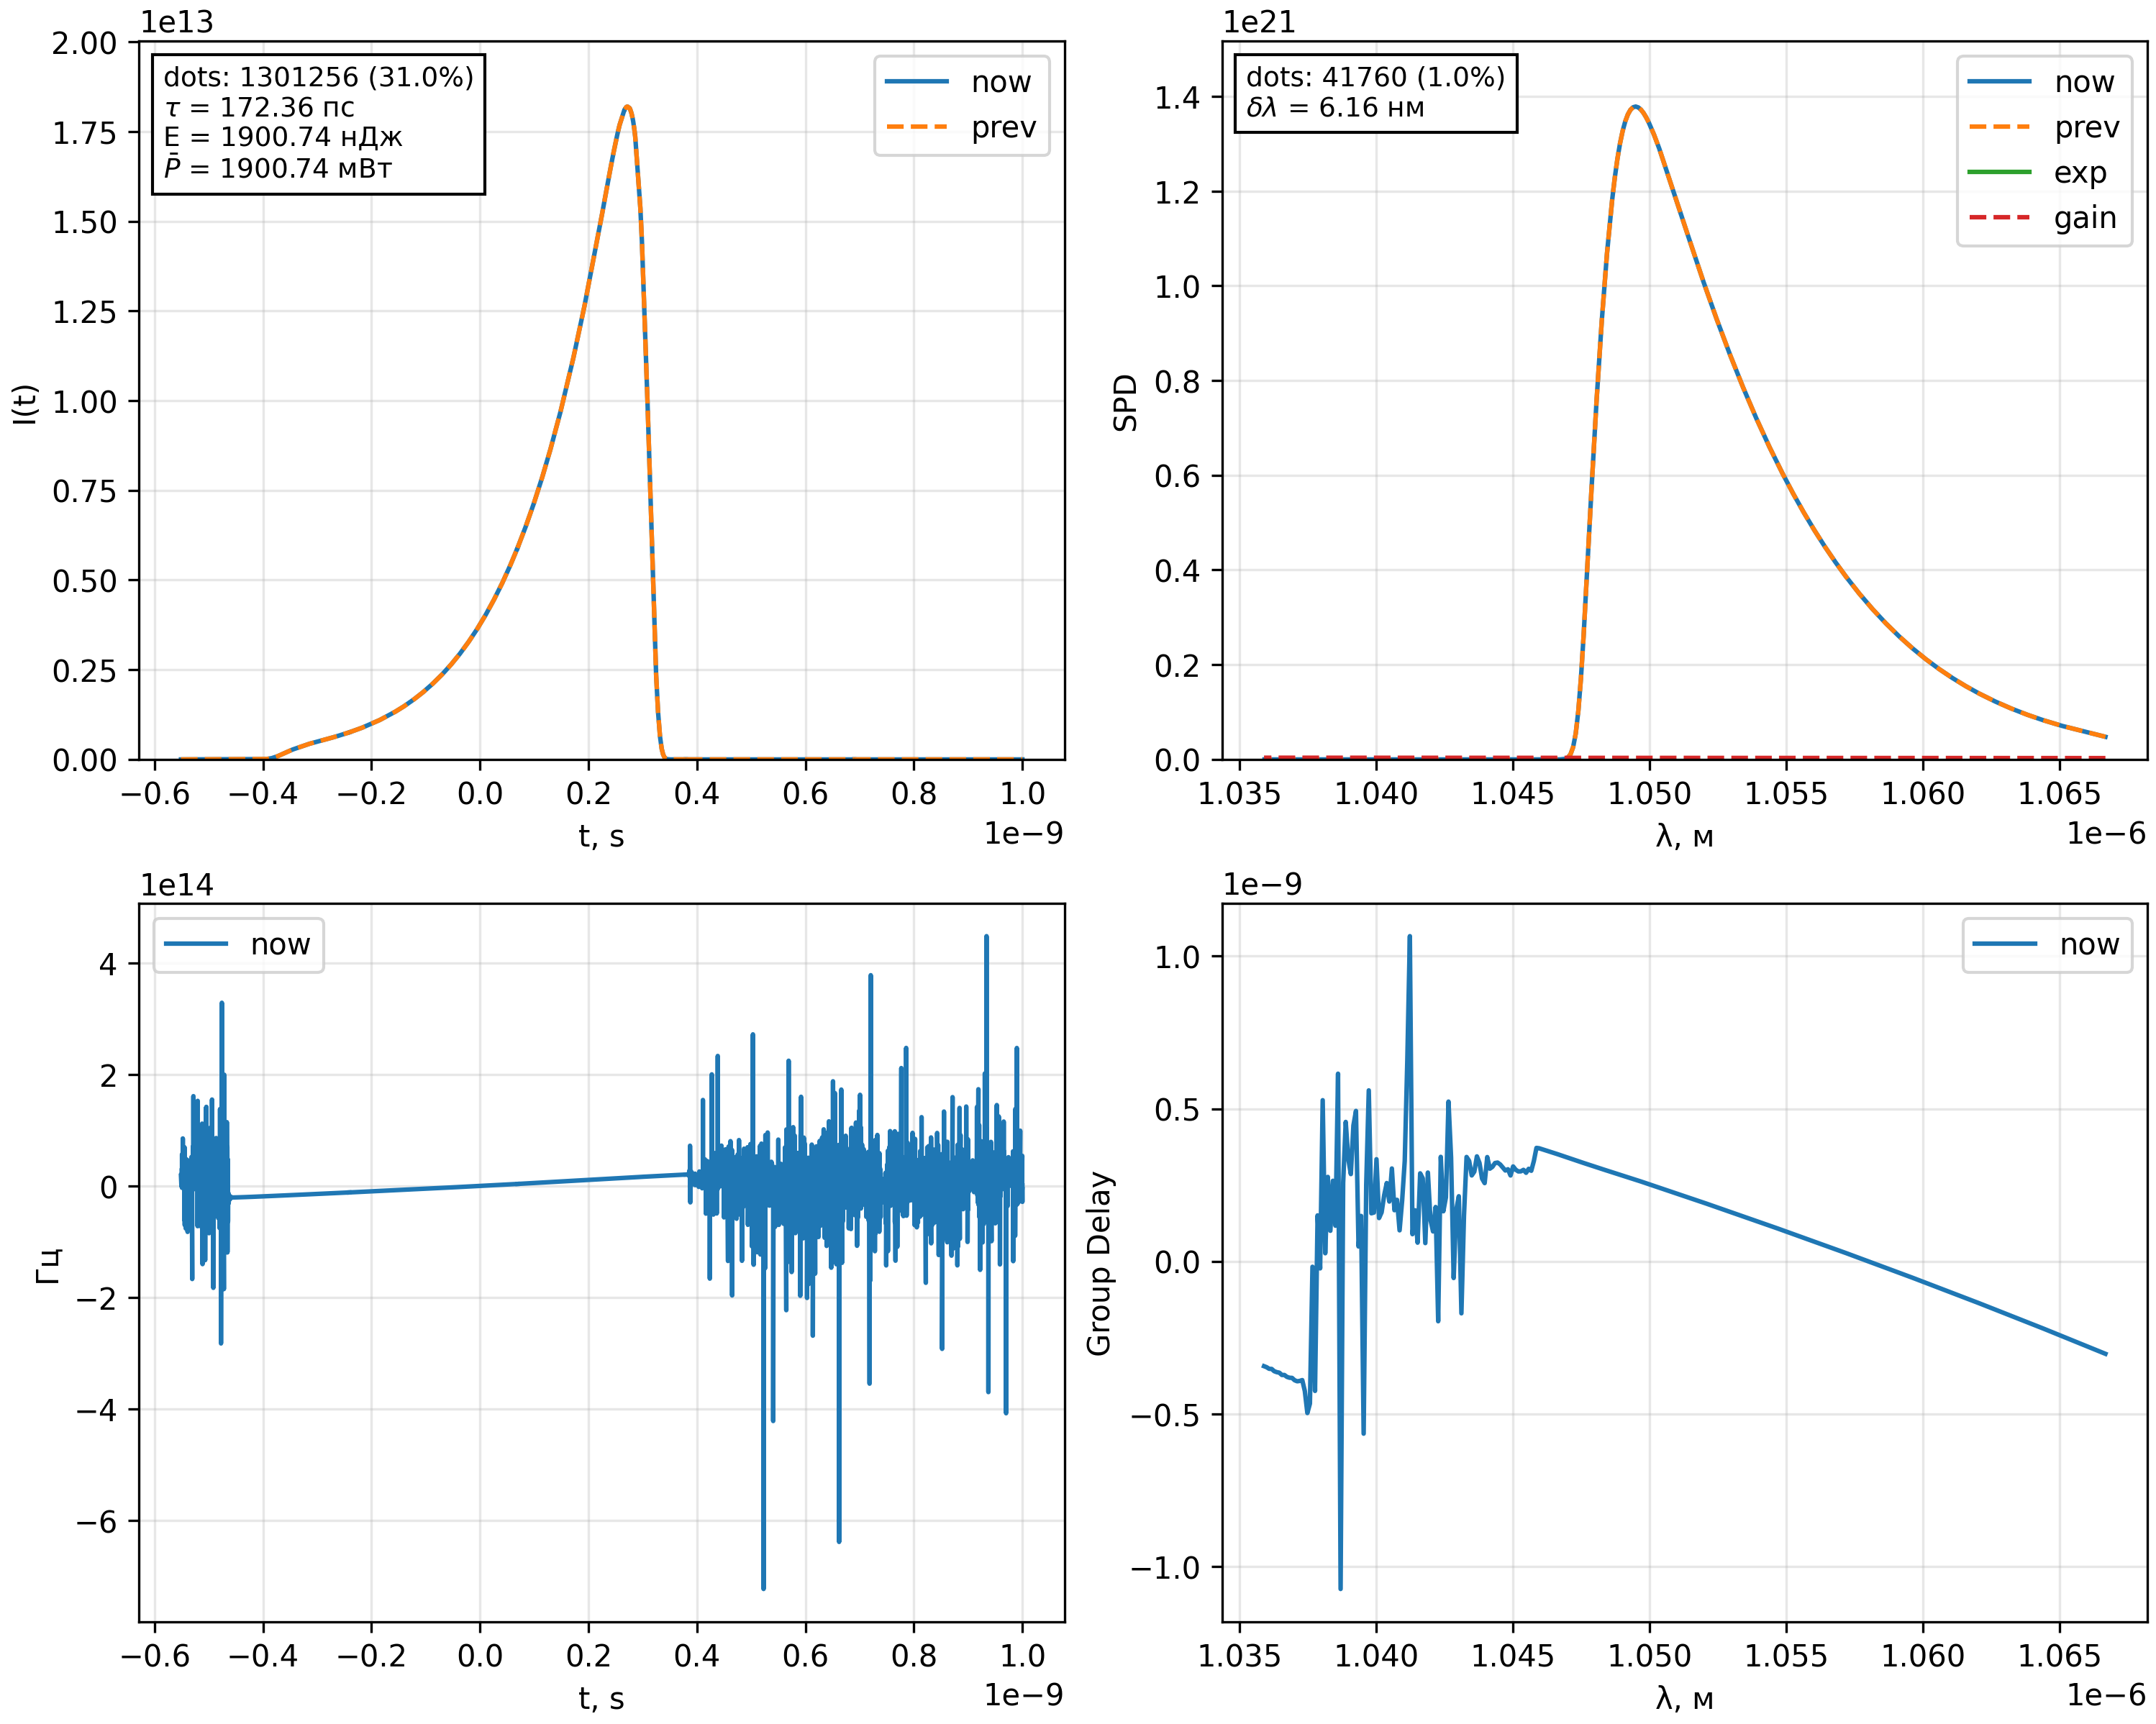 1e13
2.00
1.75
1.50
1.25
1.00
0.75
0.50
0.25
0.00
I(t)
dots: 1301256 (31.0%)
τ = 172.36 пс
E = 1900.74 нДж
P̄ = 1900.74 мВт
now
prev
−0.6 −0.4 −0.2 0.0 0.2 0.4 0.6 0.8 1.0
t, s
1e−9
1e21
1.4
1.2
1.0
0.8
0.6
0.4
0.2
0.0
SPD
dots: 41760 (1.0%)
δλ = 6.16 нм
now
prev
exp
gain
1.035 1.040 1.045 1.050 1.055 1.060 1.065
λ, м
1e−6
1e14
4
2
0
−2
−4
−6
Гц
now
−0.6 −0.4 −0.2 0.0 0.2 0.4 0.6 0.8 1.0
t, s
1e−9
1e−9
1.0
0.5
0.0
−0.5
−1.0
Group Delay
now
1.035 1.040 1.045 1.050 1.055 1.060 1.065
λ, м
1e−6